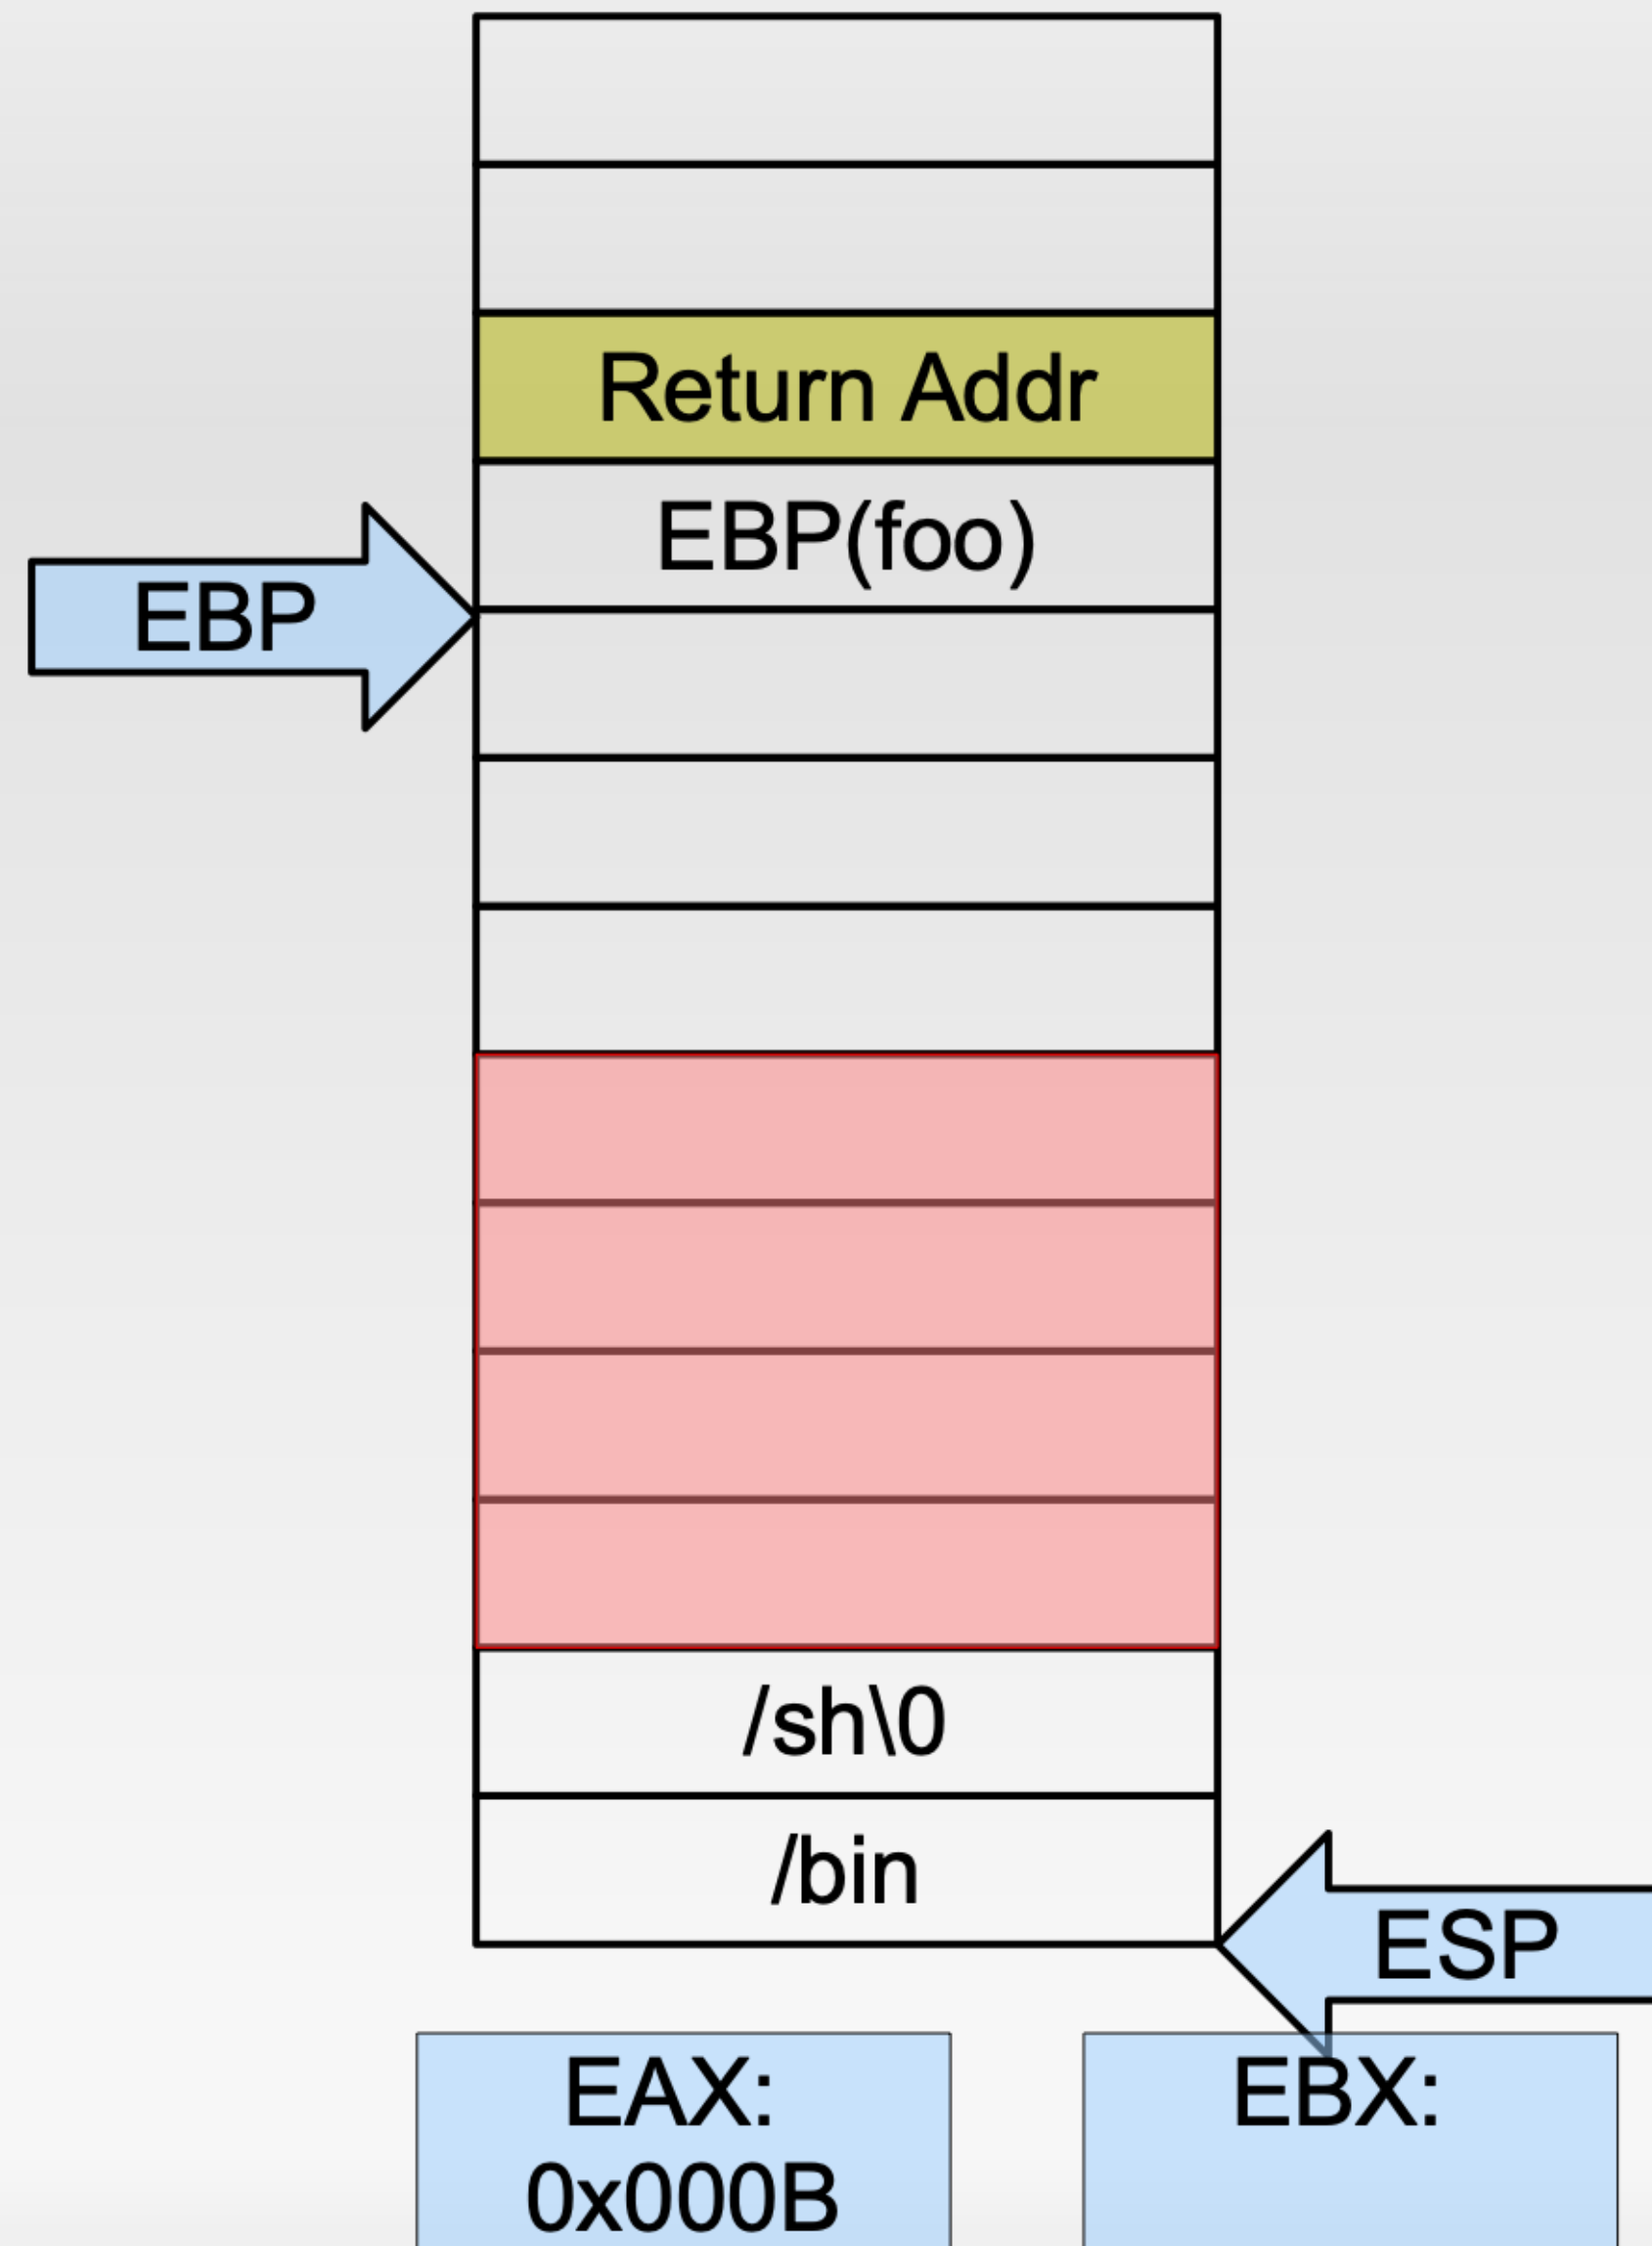 Return Addr
EBP(foo)
EBP
/sh\0
/bin
ESP
EAX:
0x000B
EBX: